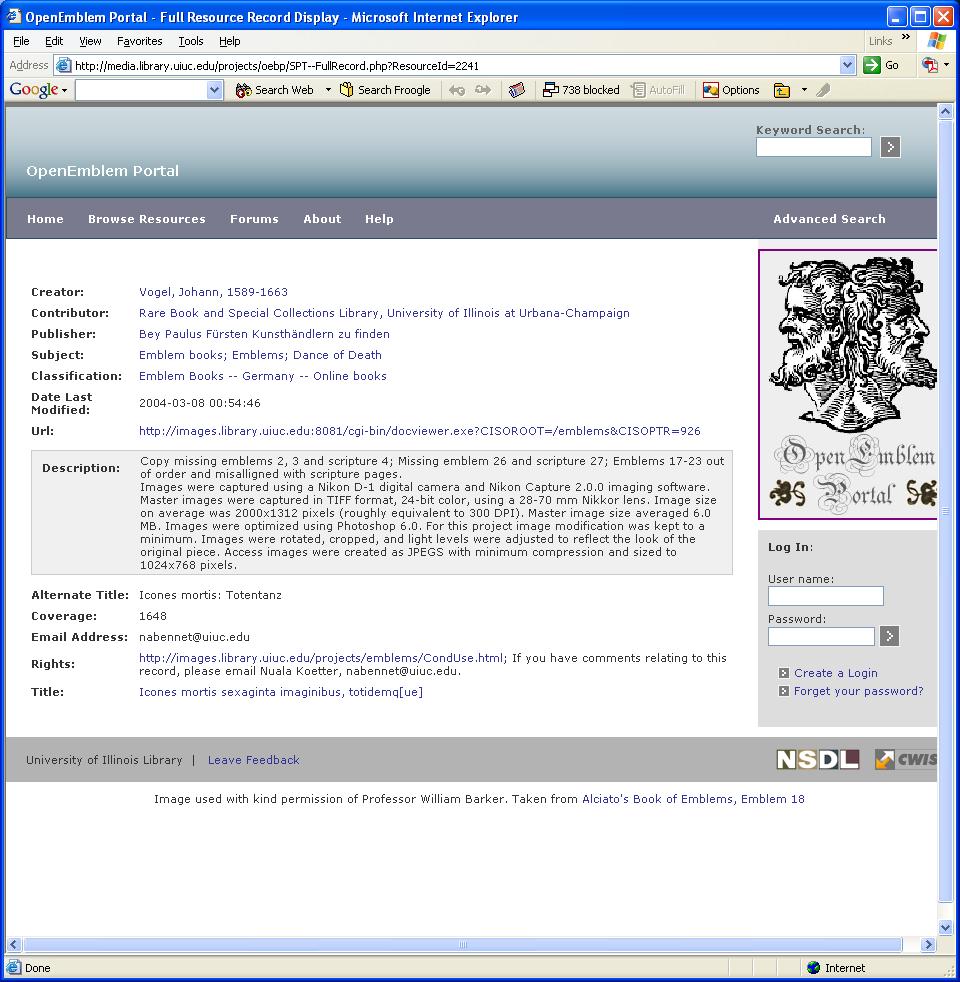 OpenEmblem Portal - Full Resource Record Display - Microsoft Internet Explorer
File Edit View Favorites Tools Help Links »
Address http://media.library.uiuc.edu/projects/oebp/SPT--FullRecord.php?ResourceId=2241 Go
Google Search Web Search Froogle 738 blocked AutoFill Options
Keyword Search:
OpenEmblem Portal
Home Browse Resources Forums About Help Advanced Search
Creator: Vogel, Johann, 1589-1663
Contributor: Rare Book and Special Collections Library, University of Illinois at Urbana-Champaign
Publisher: Bey Paulus Fürsten Kunsthändlern zu finden
Subject: Emblem books; Emblems; Dance of Death
Classification: Emblem Books -- Germany -- Online books
Date Last
Modified: 2004-03-08 00:54:46
Url: http://images.library.uiuc.edu:8081/cgi-bin/docviewer.exe?CISOROOT=/emblems&CISOPTR=926
Description: Copy missing emblems 2, 3 and scripture 4; Missing emblem 26 and scripture 27; Emblems 17-23 out
of order and misalligned with scripture pages.
Images were captured using a Nikon D-1 digital camera and Nikon Capture 2.0.0 imaging software.
Master images were captured in TIFF format, 24-bit color, using a 28-70 mm Nikkor lens. Image size
on average was 2000x1312 pixels (roughly equivalent to 300 DPI). Master image size averaged 6.0
MB. Images were optimized using Photoshop 6.0. For this project image modification was kept to a
minimum. Images were rotated, cropped, and light levels were adjusted to reflect the look of the
original piece. Access images were created as JPEGS with minimum compression and sized to
1024x768 pixels.
Alternate Title: Icones mortis: Totentanz
Coverage: 1648
Email Address: nabennet@uiuc.edu
Rights: http://images.library.uiuc.edu/projects/emblems/CondUse.html; If you have comments relating to this
record, please email Nuala Koetter, nabennet@uiuc.edu.
Title: Icones mortis sexaginta imaginibus, totidemq[ue]
Open Emblem
Portal
Log In:
User name:
Password:
Create a Login
Forget your password?
University of Illinois Library | Leave Feedback NSDL CWIS
Image used with kind permission of Professor William Barker. Taken from Alciato's Book of Emblems, Emblem 18
Done Internet